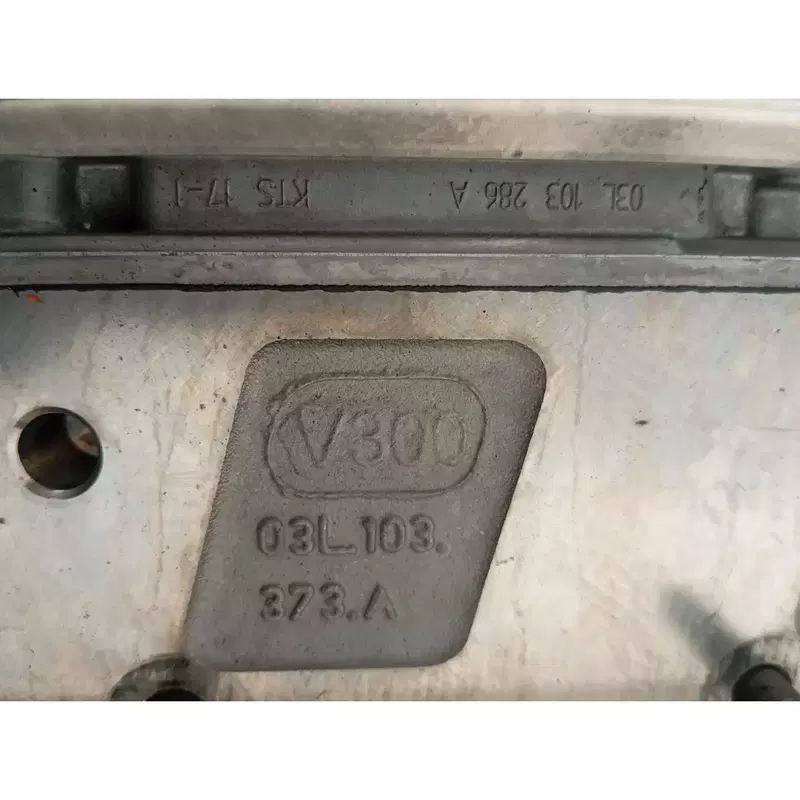 03L 103 286 A KTS 17-1
V300
03L.103.
373.A